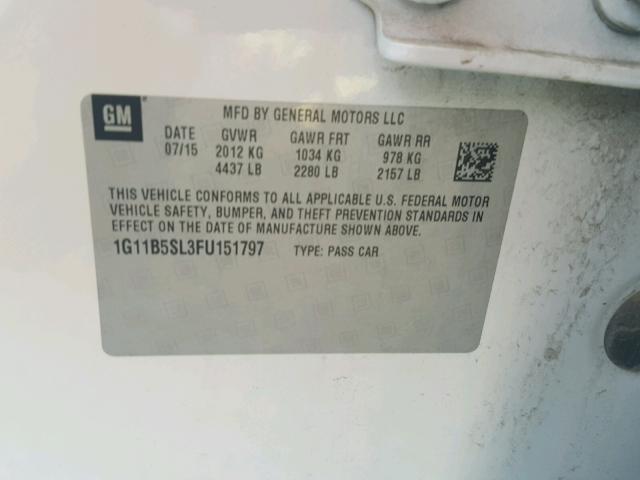 GM
MFD BY GENERAL MOTORS LLC
DATE GVWR GAWR FRT GAWR RR
07/15 2012 KG 1034 KG 978 KG
4437 LB 2280 LB 2157 LB
THIS VEHICLE CONFORMS TO ALL APPLICABLE U.S. FEDERAL MOTOR
VEHICLE SAFETY, BUMPER, AND THEFT PREVENTION STANDARDS IN
EFFECT ON THE DATE OF MANUFACTURE SHOWN ABOVE.
1G11B5SL3FU151797 TYPE: PASS CAR